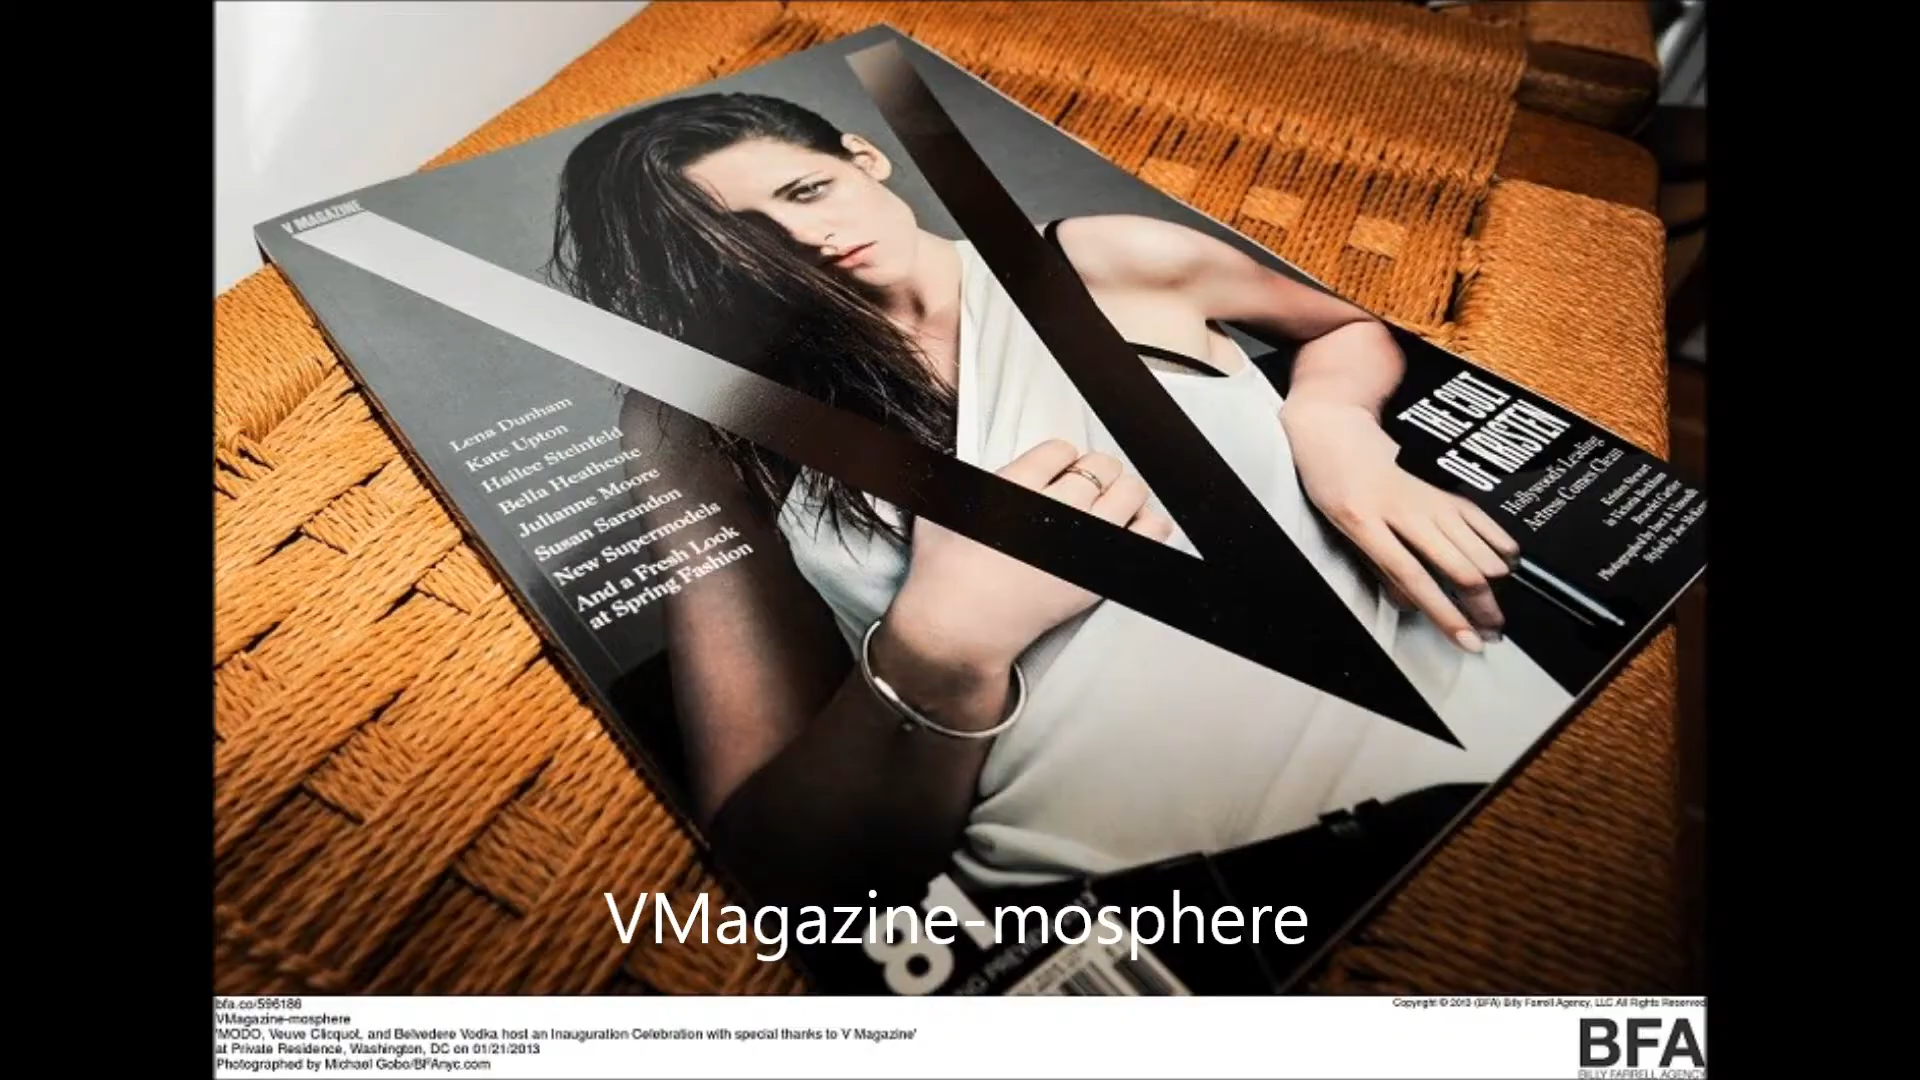 V MAGAZINE
Lena Dunham
Kate Upton
Hailee Steinfeld
Bella Heathcote
Julianne Moore
Susan Sarandon
New Supermodels
And a Fresh Look
at Spring Fashion
THE CULT
OF KRISTEN
Hollywood's Leading
Actress Comes Clean
Kristen Stewart
81
VMagazine-mosphere
bfa.co/596186
VMagazine-mosphere
'MODO, Veuve Clicquot, and Belvedere Vodka host an Inauguration Celebration with special thanks to V Magazine'
at Private Residence, Washington, DC on 01/21/2013
Photographed by Michael Gobo/BFAnyc.com
Copyright © 2013 (BFA) Billy Farrell Agency, LLC All Rights Reserved
BFA
BILLY FARRELL AGENCY